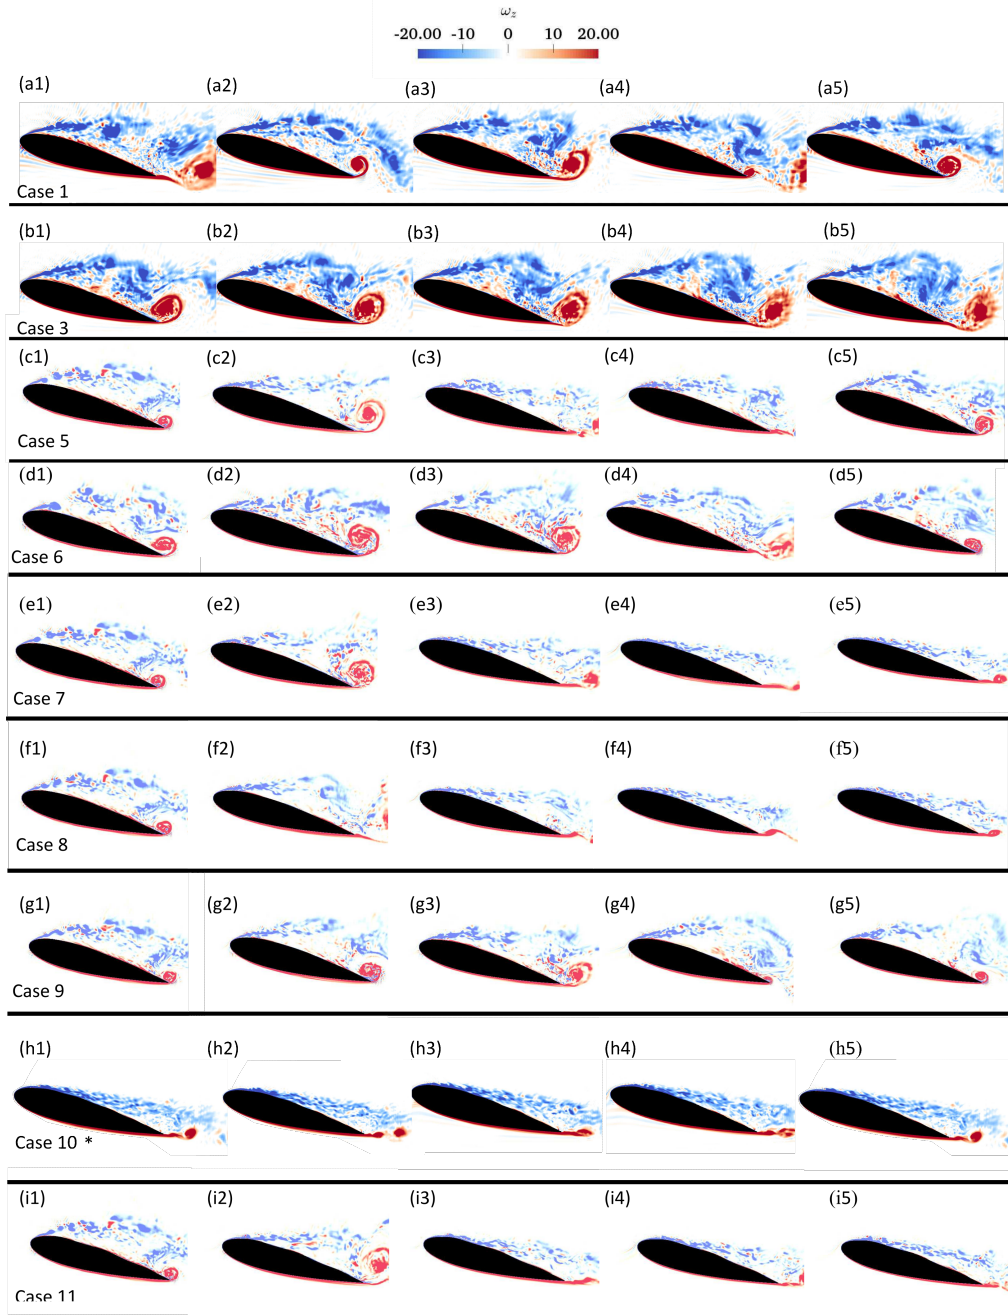 ω_z
-20.00 -10 0 10 20.00
(a1) (a2) (a3) (a4) (a5)
Case 1
(b1) (b2) (b3) (b4) (b5)
Case 3
(c1) (c2) (c3) (c4) (c5)
Case 5
(d1) (d2) (d3) (d4) (d5)
Case 6
(e1) (e2) (e3) (e4) (e5)
Case 7
(f1) (f2) (f3) (f4) (f5)
Case 8
(g1) (g2) (g3) (g4) (g5)
Case 9
(h1) (h2) (h3) (h4) (h5)
Case 10 *
(i1) (i2) (i3) (i4) (i5)
Case 11